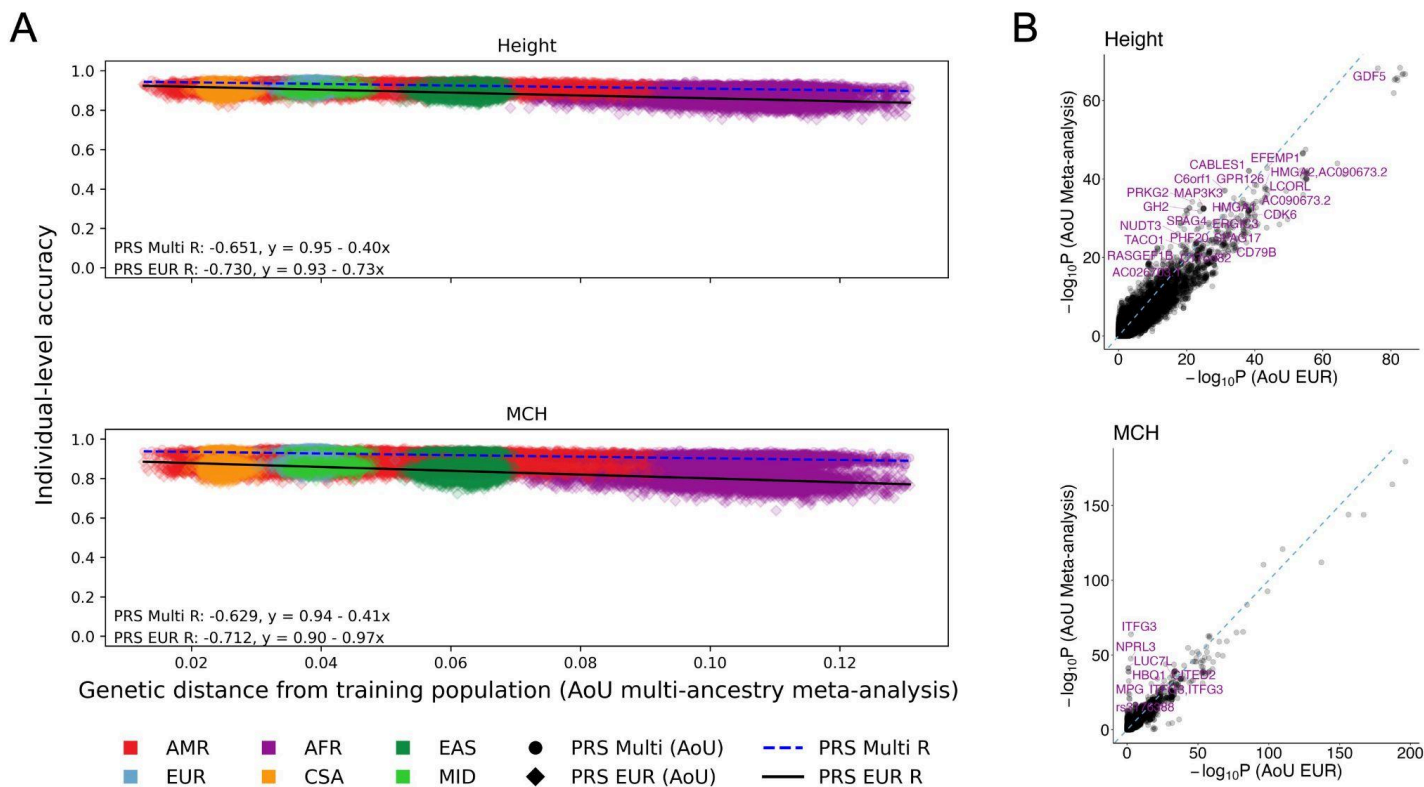 A
Height
1.0
0.8
0.6
0.4
0.2
0.0
PRS Multi R: -0.651, y = 0.95 - 0.40x
PRS EUR R: -0.730, y = 0.93 - 0.73x
Individual-level accuracy
MCH
1.0
0.8
0.6
0.4
0.2
0.0
PRS Multi R: -0.629, y = 0.94 - 0.41x
PRS EUR R: -0.712, y = 0.90 - 0.97x
0.02 0.04 0.06 0.08 0.10 0.12
Genetic distance from training population (AoU multi-ancestry meta-analysis)
AMR AFR EAS PRS Multi (AoU) PRS Multi R
EUR CSA MID PRS EUR (AoU) PRS EUR R
B
Height
−log₁₀P (AoU Meta-analysis)
60
40
20
0
GDF5
EFEMP1
CABLES1
HMGA2,AC090673.2
C6orf1 GPR126
LCORL
PRKG2 MAP3K3
AC090673.2
GH2 HMGA1
CDK6
SPAG4 ERGIC3
NUDT3
TACO1 PHF20 SPAG17
CD79B
RASGEF1B
0 20 40 60 80
−log₁₀P (AoU EUR)
MCH
−log₁₀P (AoU Meta-analysis)
150
100
50
0
ITFG3
NPRL3
LUC7L
HBQ1 CITED2
MPG ITFG3,ITFG3
0 50 100 150 200
−log₁₀P (AoU EUR)